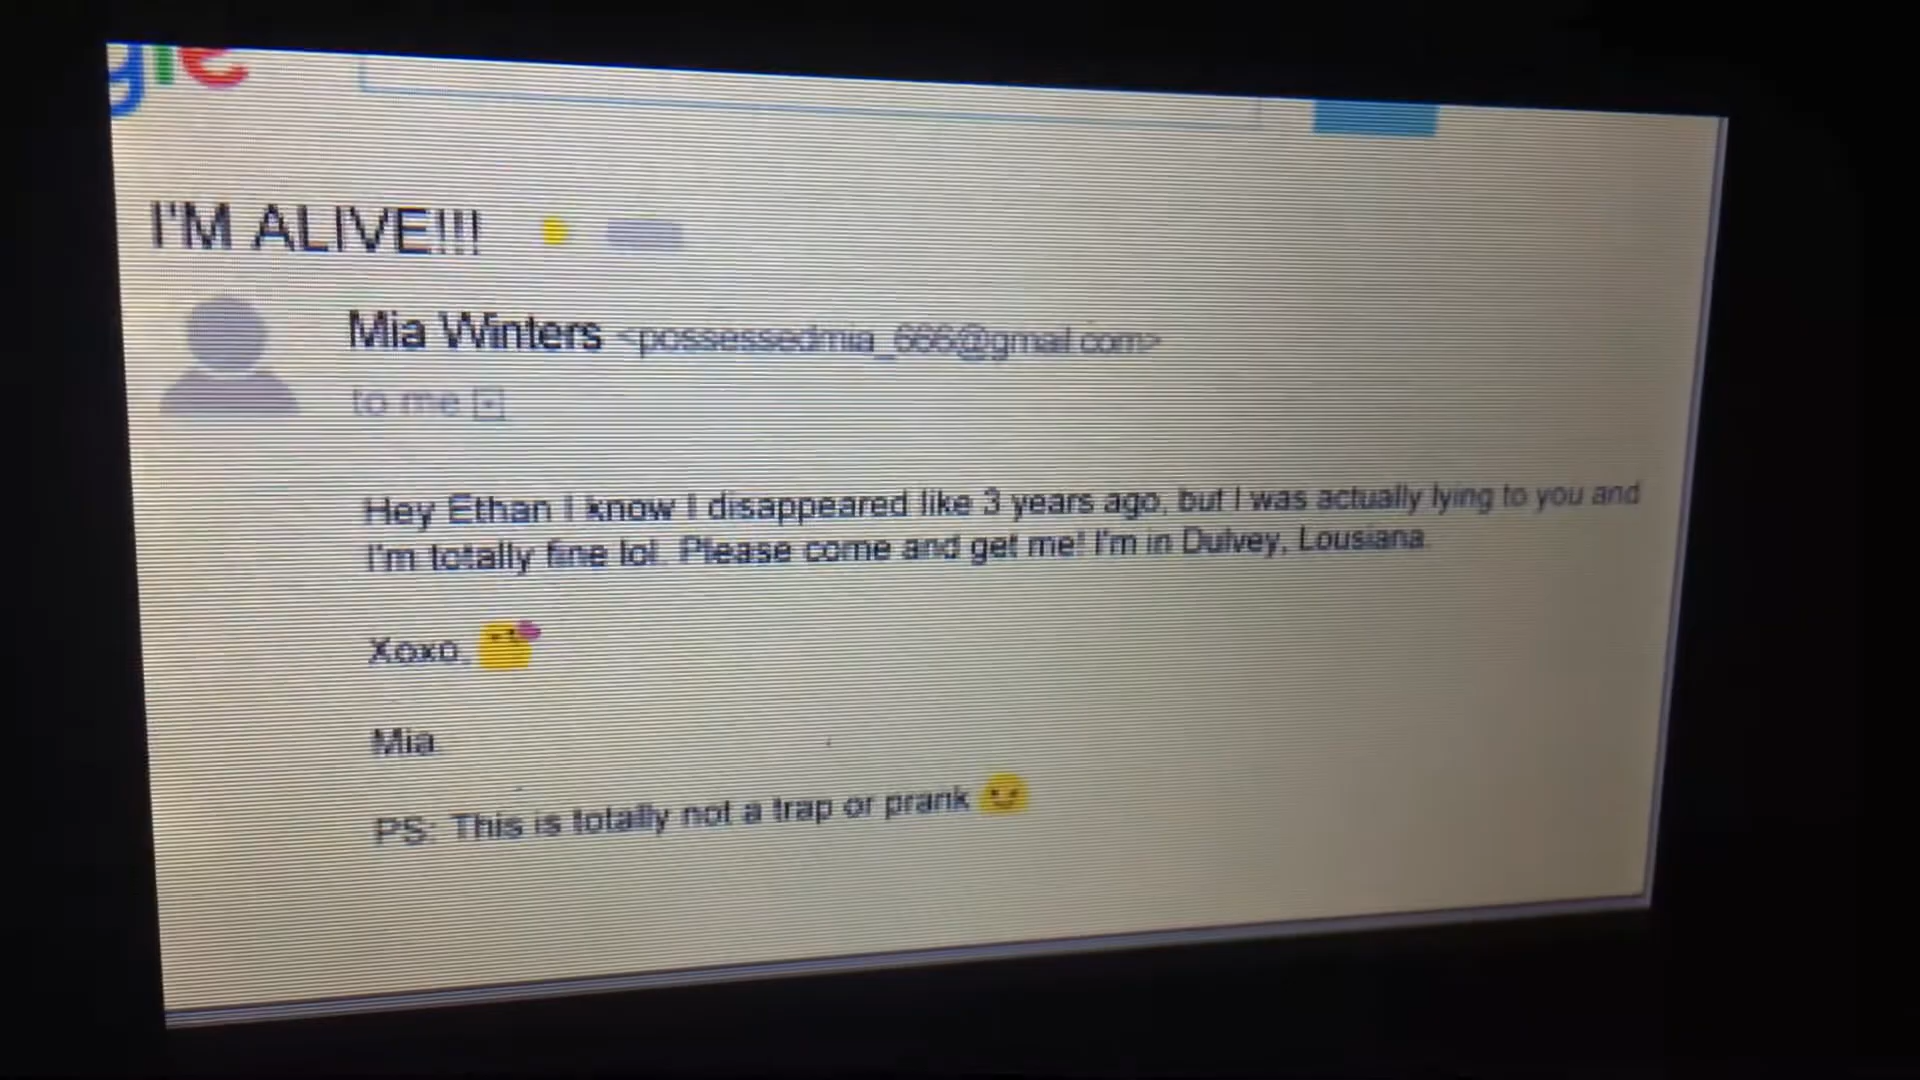 gle
I'M ALIVE!!!
Mia Winters <possessedmia_666@gmail.com>
to me
Hey Ethan I know I disappeared like 3 years ago, but I was actually lying to you and
I'm totally fine lol. Please come and get me! I'm in Dulvey, Lousiana.
Xoxo,
Mia.
PS: This is totally not a trap or prank